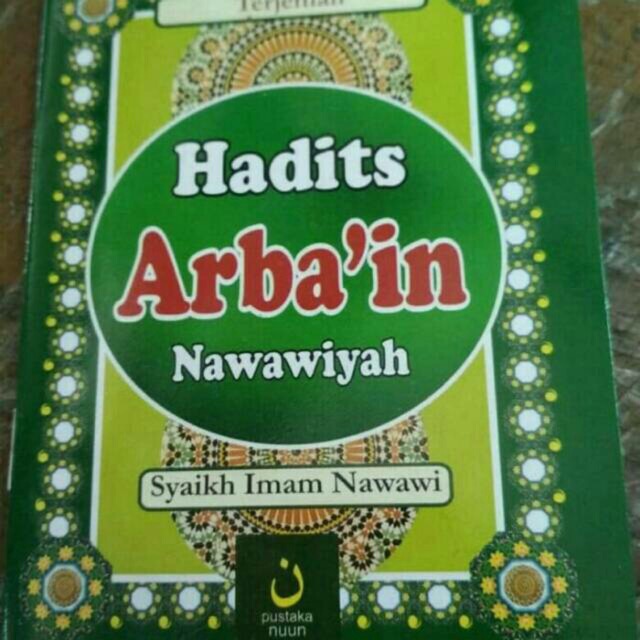 Terjemah
Hadits
Arba'in
Nawawiyah
Syaikh Imam Nawawi
ن
pustaka
nuun